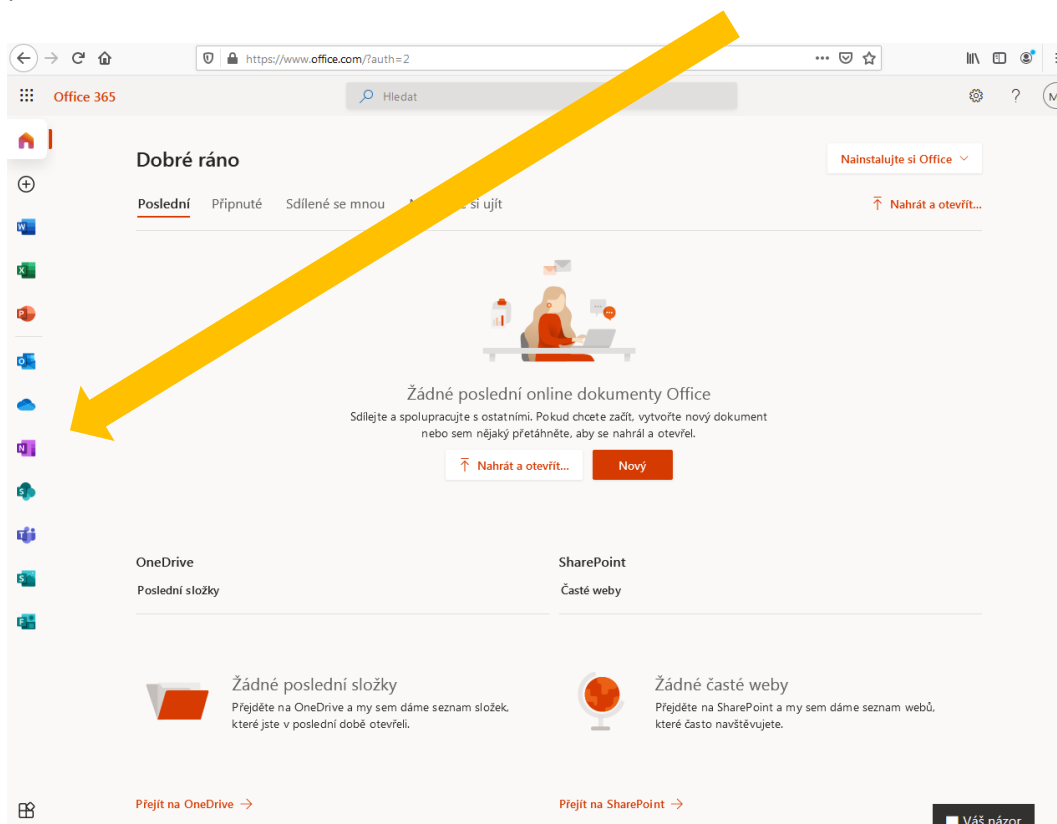 https://www.office.com/?auth=2
Office 365
Hledat
?
M
Dobré ráno
Nainstalujte si Office
Poslední Připnuté Sdílené se mnou si ujít
Nahrát a otevřít...
Žádné poslední online dokumenty Office
Sdílejte a spolupracujte s ostatními. Pokud chcete začít, vytvořte nový dokument
nebo sem nějaký přetáhněte, aby se nahrál a otevřel.
Nahrát a otevřít... Nový
OneDrive
Poslední složky
SharePoint
Časté weby
Žádné poslední složky
Přejděte na OneDrive a my sem dáme seznam složek,
které jste v poslední době otevřeli.
Žádné časté weby
Přejděte na SharePoint a my sem dáme seznam webů,
které často navštěvujete.
Přejít na OneDrive →
Přejít na SharePoint →
Váš názor